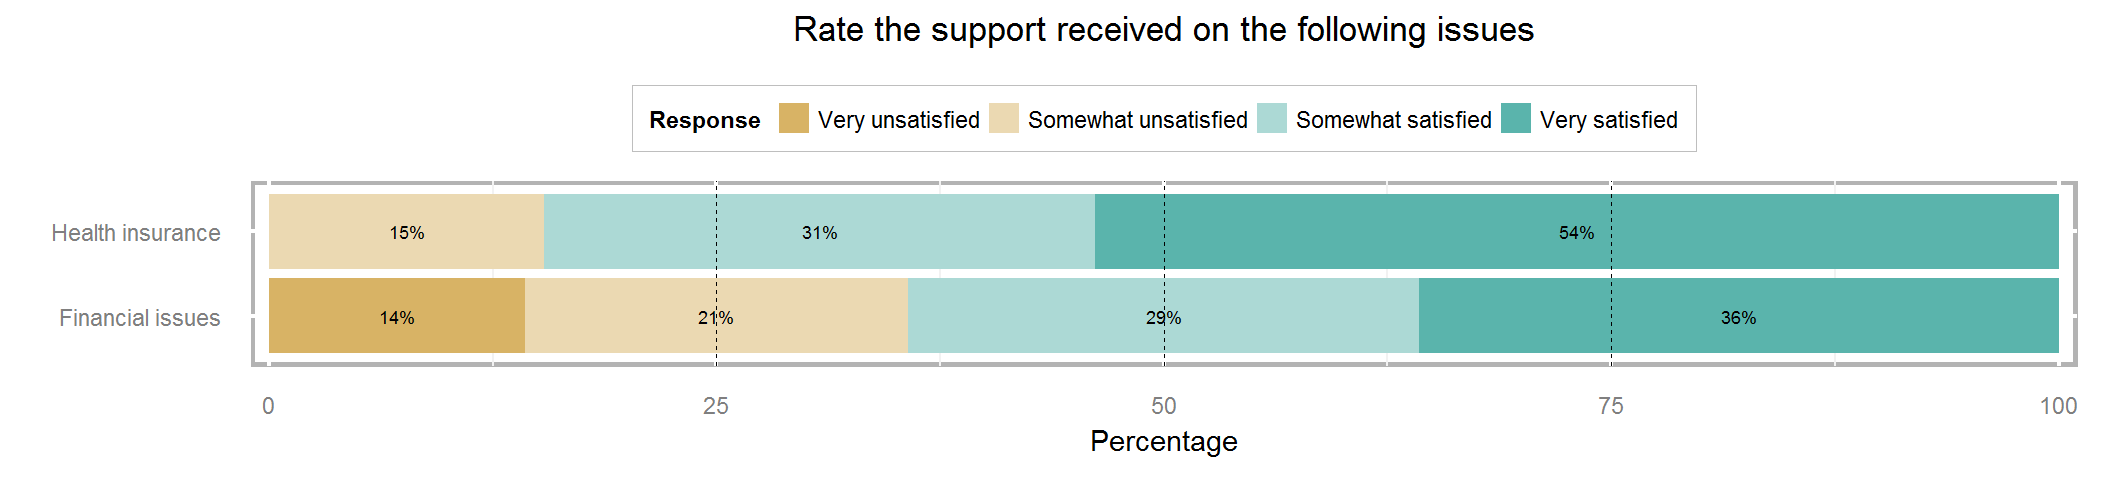 Rate the support received on the following issues
Response Very unsatisfied Somewhat unsatisfied Somewhat satisfied Very satisfied
Health insurance 15% 31% 54%
Financial issues 14% 21% 29% 36%
0 25 50 75 100
Percentage